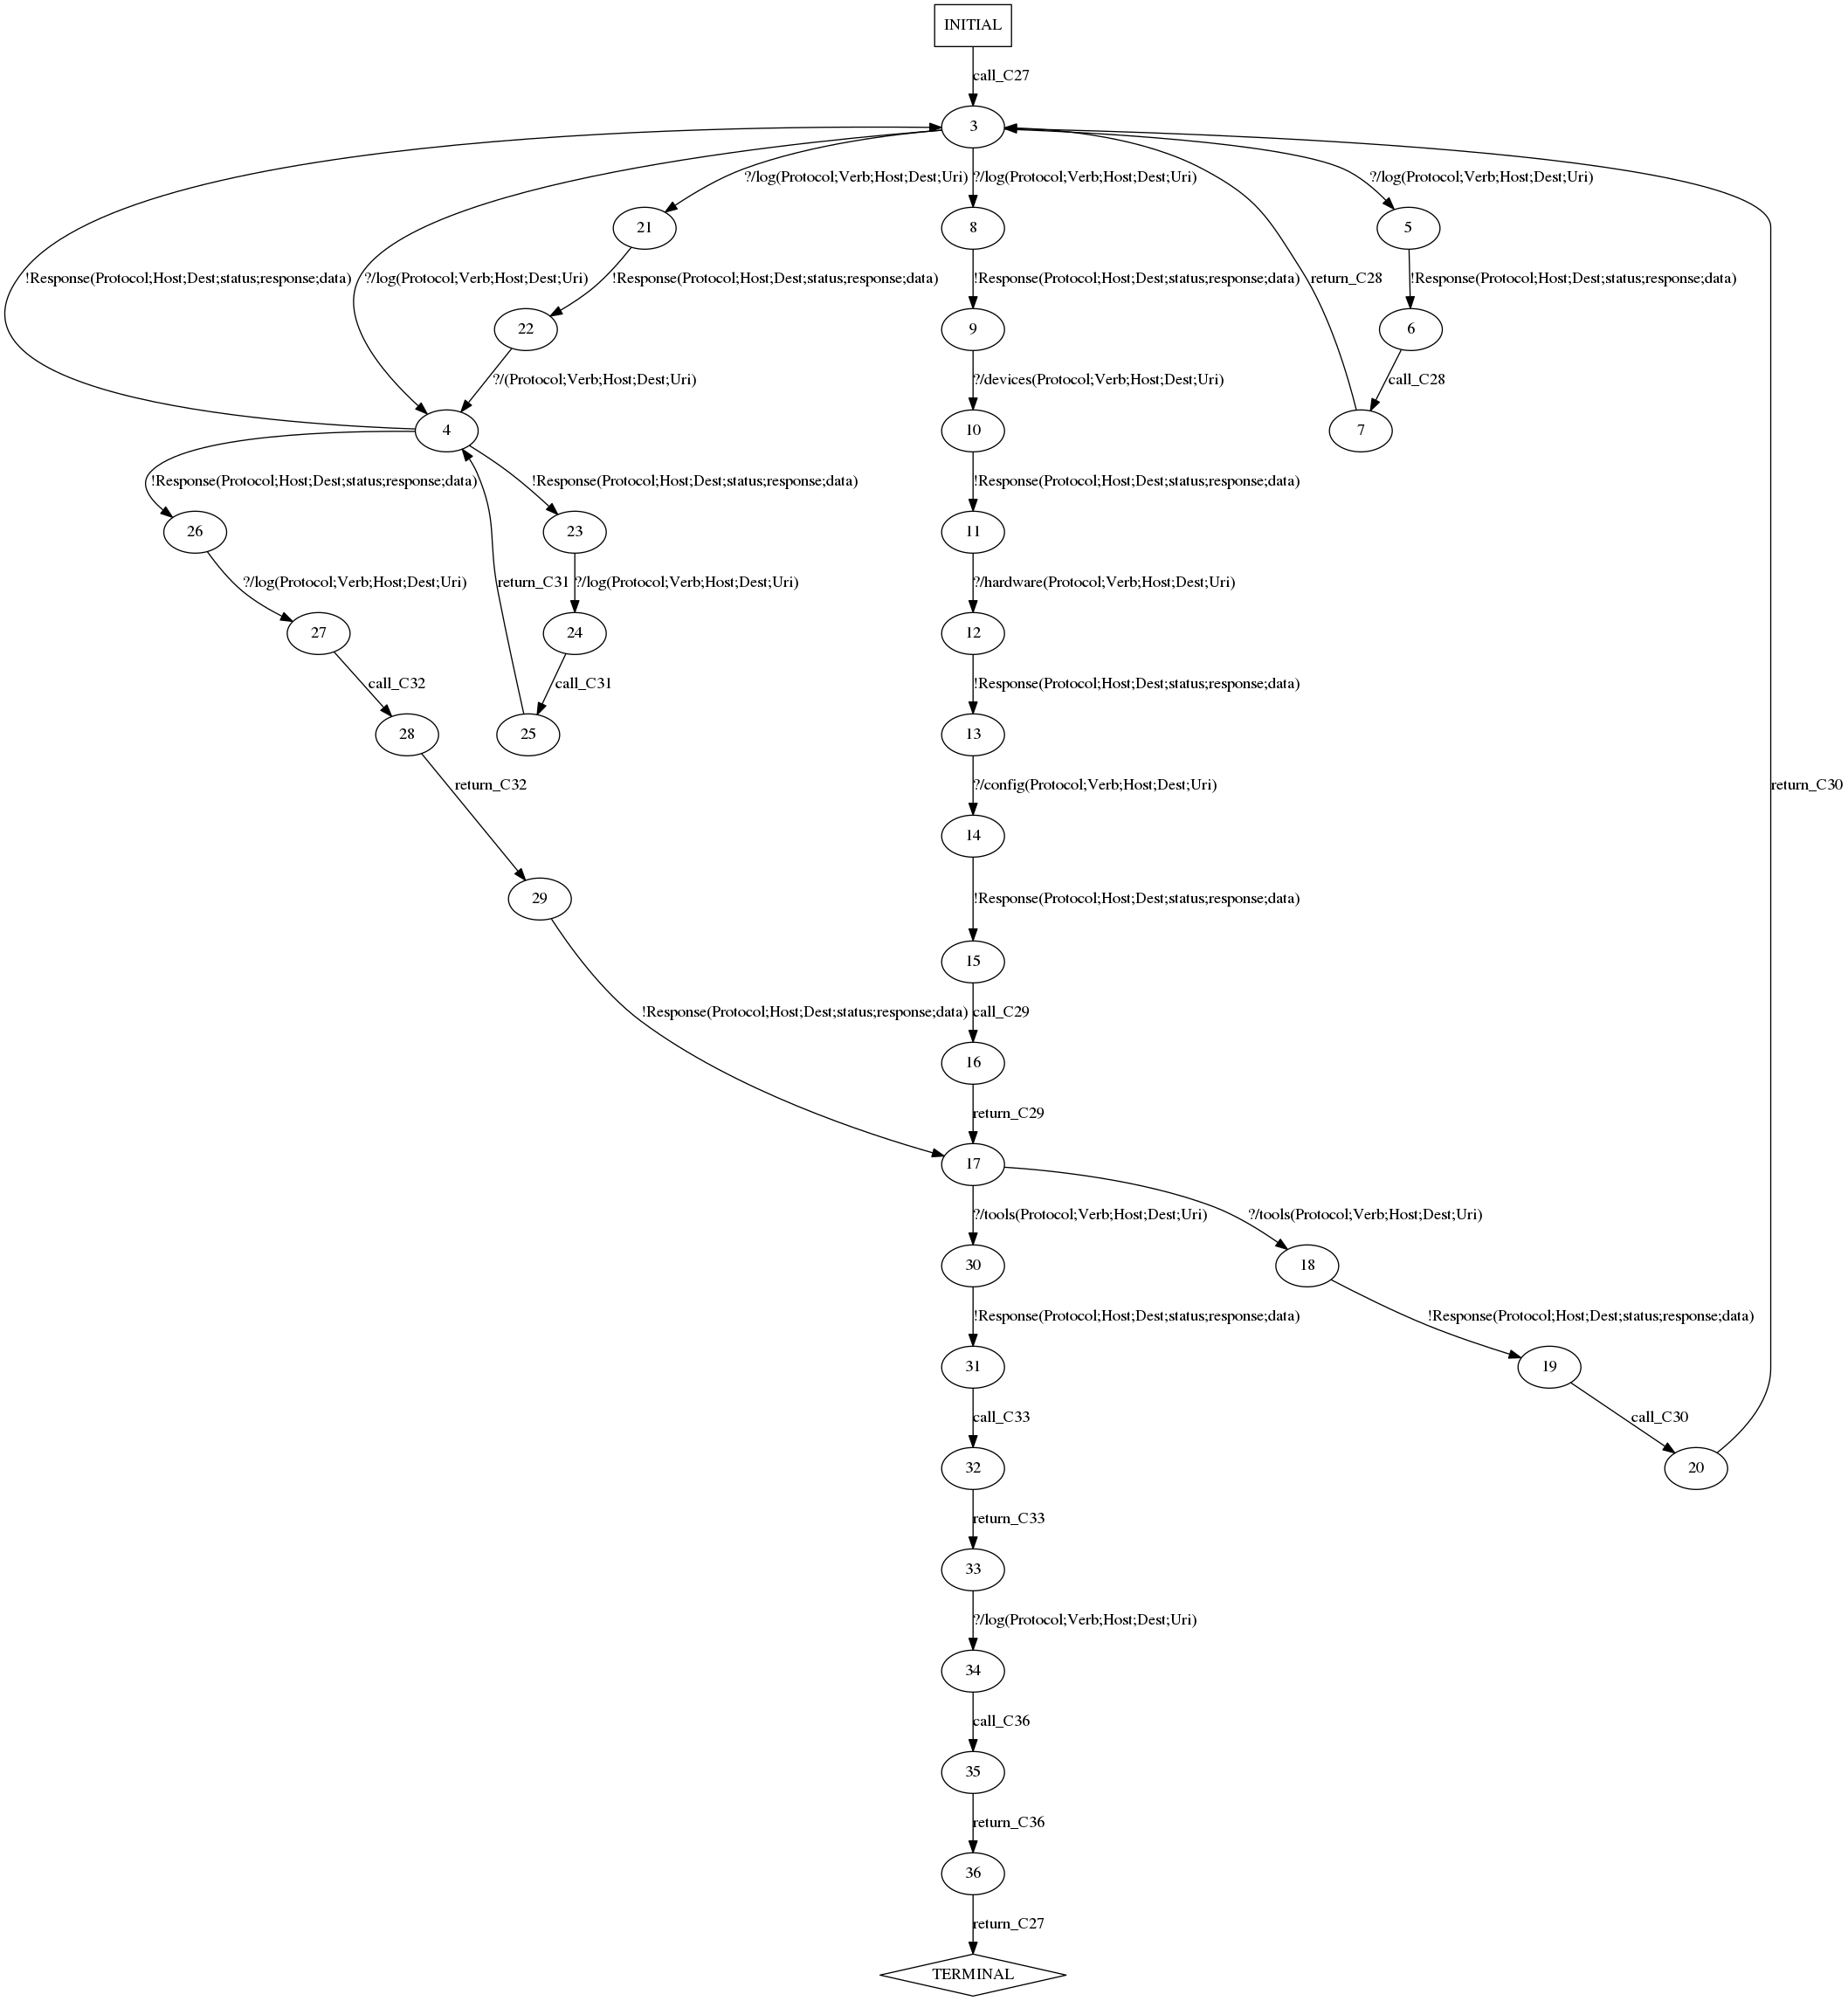 INITIAL
call_C27
3
?/log(Protocol;Verb;Host;Dest;Uri)
?/log(Protocol;Verb;Host;Dest;Uri)
?/log(Protocol;Verb;Host;Dest;Uri)
21
8
5
!Response(Protocol;Host;Dest;status;response;data)
?/log(Protocol;Verb;Host;Dest;Uri)
!Response(Protocol;Host;Dest;status;response;data)
!Response(Protocol;Host;Dest;status;response;data)
return_C28
!Response(Protocol;Host;Dest;status;response;data)
22
9
6
?/(Protocol;Verb;Host;Dest;Uri)
?/devices(Protocol;Verb;Host;Dest;Uri)
call_C28
4
10
7
!Response(Protocol;Host;Dest;status;response;data)
!Response(Protocol;Host;Dest;status;response;data)
!Response(Protocol;Host;Dest;status;response;data)
26
23
11
?/log(Protocol;Verb;Host;Dest;Uri)
return_C31
?/log(Protocol;Verb;Host;Dest;Uri)
?/hardware(Protocol;Verb;Host;Dest;Uri)
27
24
12
call_C32
call_C31
!Response(Protocol;Host;Dest;status;response;data)
28
25
13
return_C32
?/config(Protocol;Verb;Host;Dest;Uri)
return_C30
14
29
!Response(Protocol;Host;Dest;status;response;data)
15
!Response(Protocol;Host;Dest;status;response;data)
call_C29
16
return_C29
17
?/tools(Protocol;Verb;Host;Dest;Uri)
?/tools(Protocol;Verb;Host;Dest;Uri)
30
18
!Response(Protocol;Host;Dest;status;response;data)
!Response(Protocol;Host;Dest;status;response;data)
31
19
call_C33
call_C30
32
20
return_C33
33
?/log(Protocol;Verb;Host;Dest;Uri)
34
call_C36
35
return_C36
36
return_C27
TERMINAL